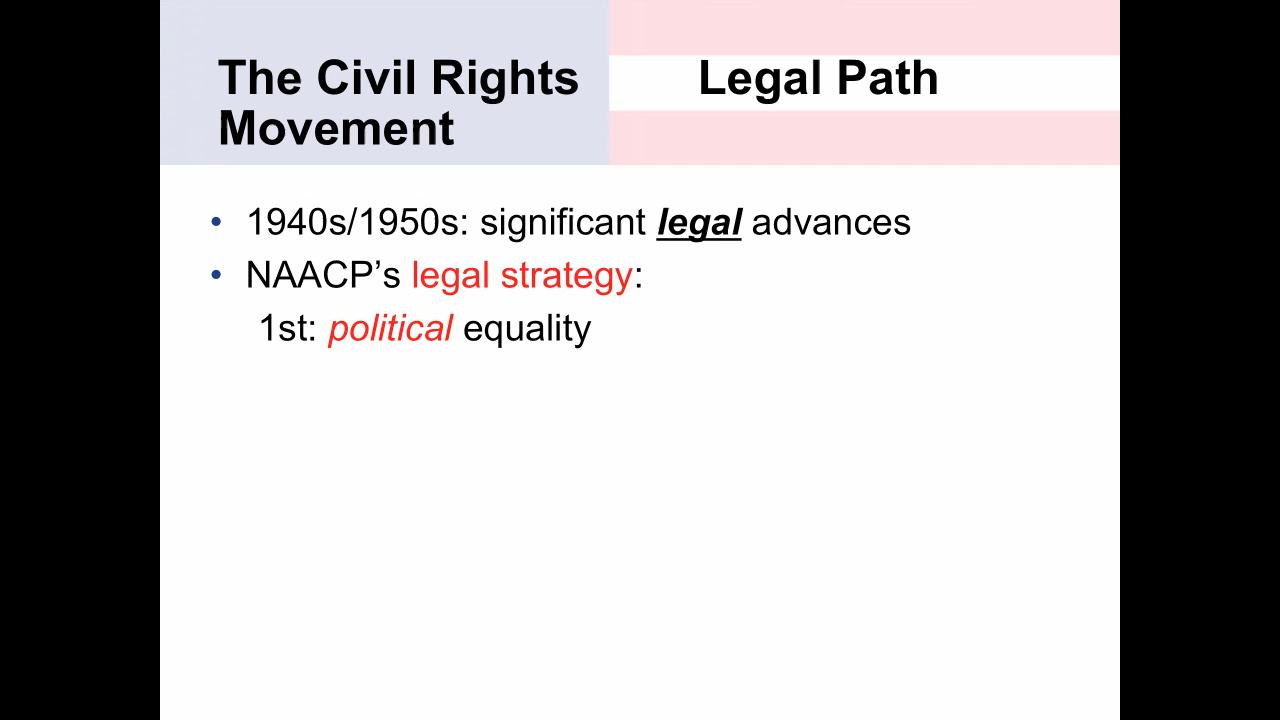 The Civil Rights
Movement
Legal Path
• 1940s/1950s: significant legal advances
• NAACP’s legal strategy:
1st: political equality